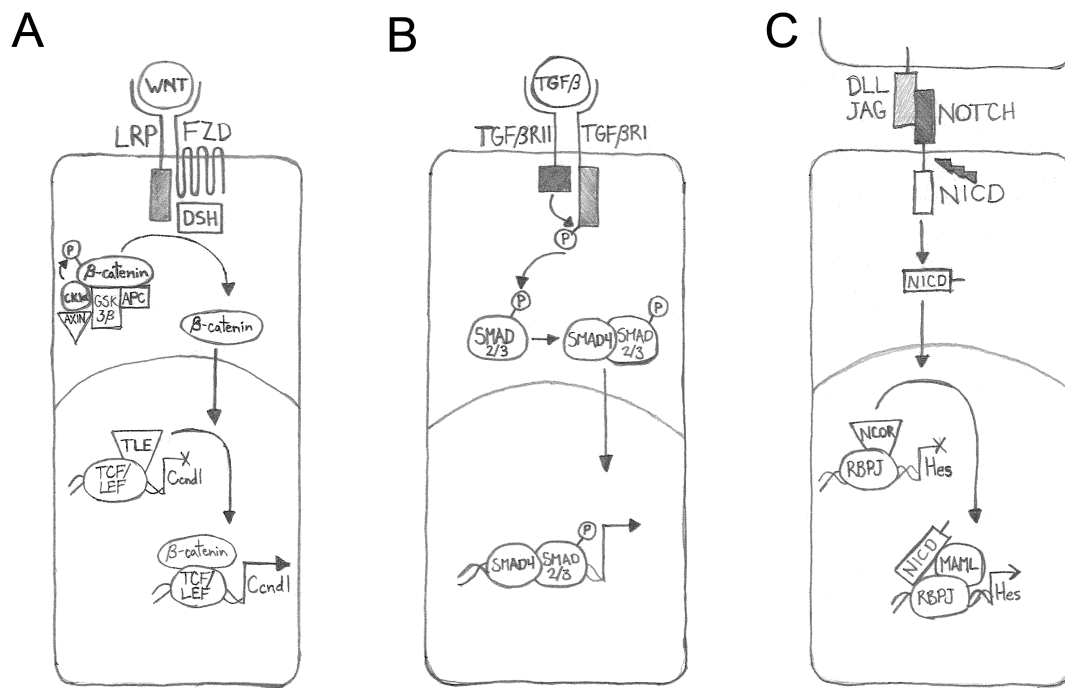 A
WNT
LRP
FZD
DSH
P
β-catenin
CK1α
GSK
3β
APC
AXIN
β-catenin
TLE
TCF/
LEF
Ccnd1
β-catenin
TCF/
LEF
Ccnd1
B
TGFβ
TGFβRII
TGFβRI
P
P
SMAD
2/3
SMAD4
SMAD
2/3
P
SMAD4
SMAD
2/3
P
C
DLL
JAG
NOTCH
NICD
NICD
NCOR
RBPJ
Hes
NICD
MAML
RBPJ
Hes